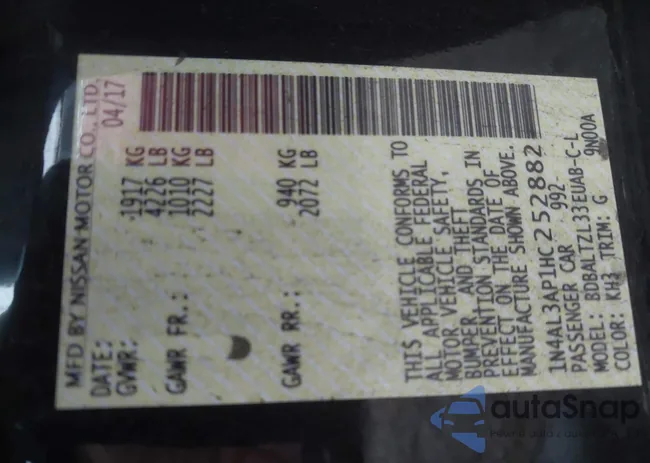 MFD BY NISSAN MOTOR CO., LTD.
DATE: 04/17
GVWR: 1917 KG
4226 LB
GAWR FR.: 1010 KG
2227 LB
GAWR RR.: 940 KG
2072 LB
THIS VEHICLE CONFORMS TO
ALL APPLICABLE FEDERAL
MOTOR VEHICLE SAFETY,
BUMPER, AND THEFT
PREVENTION STANDARDS IN
EFFECT ON THE DATE OF
MANUFACTURE SHOWN ABOVE.
1N4AL3AP1HC252882
PASSENGER CAR 992
MODEL: BDBALTZL33EUAB-C-L
COLOR: KH3 TRIM: G 9N00A
autaSnap